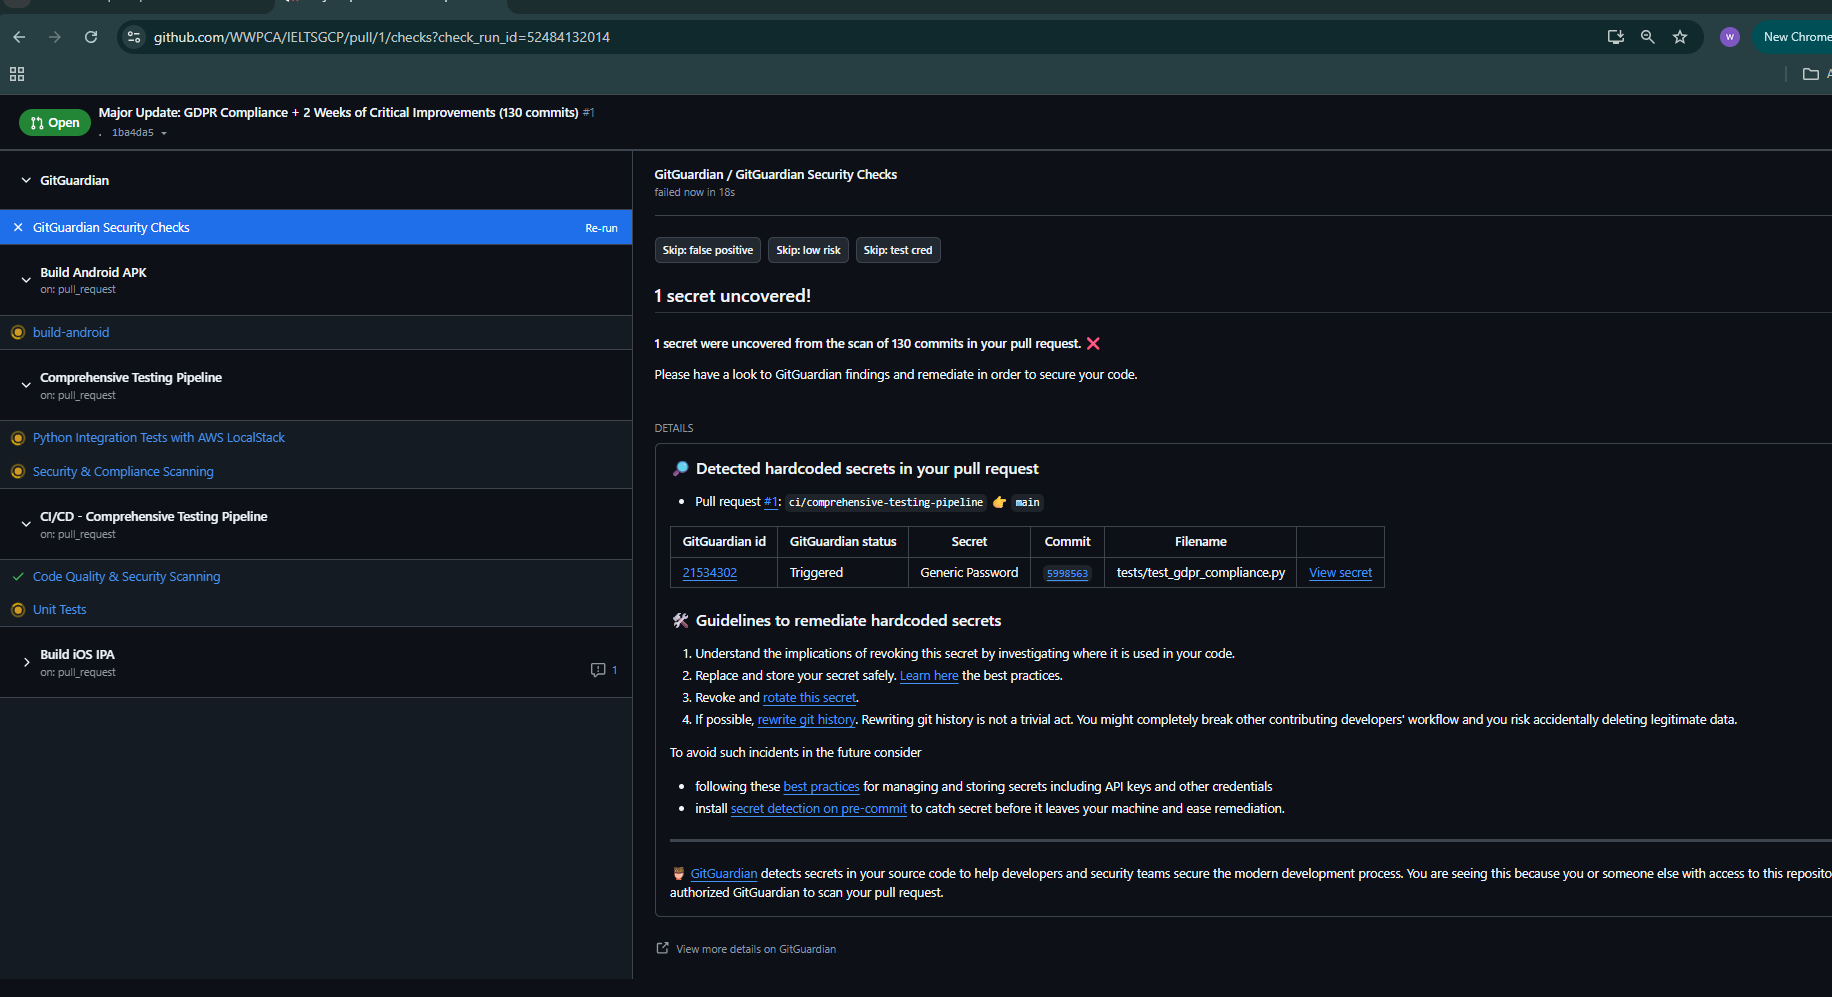 github.com/WWPCA/IELTSGCP/pull/1/checks?check_run_id=52484132014
W
New Chrome
Open
Major Update: GDPR Compliance + 2 Weeks of Critical Improvements (130 commits) #1
. 1ba4da5
GitGuardian
GitGuardian Security Checks
Re-run
Build Android APK
on: pull_request
build-android
Comprehensive Testing Pipeline
on: pull_request
Python Integration Tests with AWS LocalStack
Security & Compliance Scanning
CI/CD - Comprehensive Testing Pipeline
on: pull_request
Code Quality & Security Scanning
Unit Tests
Build iOS IPA
on: pull_request
1
GitGuardian / GitGuardian Security Checks
failed now in 18s
Skip: false positive Skip: low risk Skip: test cred
1 secret uncovered!
1 secret were uncovered from the scan of 130 commits in your pull request. ❌
Please have a look to GitGuardian findings and remediate in order to secure your code.
DETAILS
🔎 Detected hardcoded secrets in your pull request
• Pull request #1: ci/comprehensive-testing-pipeline 👉 main
GitGuardian id GitGuardian status Secret Commit Filename
21534302 Triggered Generic Password 5998563 tests/test_gdpr_compliance.py View secret
🛠 Guidelines to remediate hardcoded secrets
1. Understand the implications of revoking this secret by investigating where it is used in your code.
2. Replace and store your secret safely. Learn here the best practices.
3. Revoke and rotate this secret.
4. If possible, rewrite git history. Rewriting git history is not a trivial act. You might completely break other contributing developers' workflow and you risk accidentally deleting legitimate data.
To avoid such incidents in the future consider
• following these best practices for managing and storing secrets including API keys and other credentials
• install secret detection on pre-commit to catch secret before it leaves your machine and ease remediation.
🦉 GitGuardian detects secrets in your source code to help developers and security teams secure the modern development process. You are seeing this because you or someone else with access to this reposito
authorized GitGuardian to scan your pull request.
View more details on GitGuardian